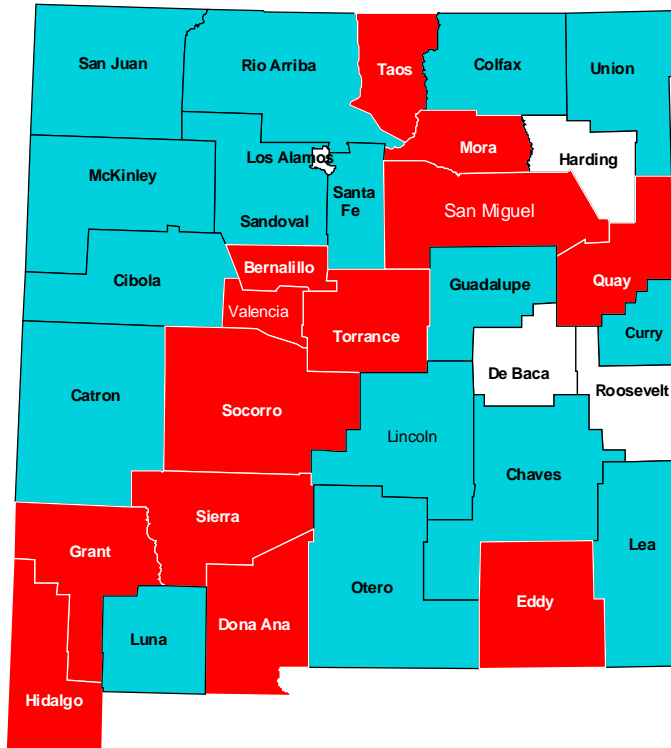 San Juan
Rio Arriba
Taos
Colfax
Union
Mora
Harding
Los Alamos
McKinley
Santa
Fe
San Miguel
Sandoval
Bernalillo
Cibola
Guadalupe
Quay
Valencia
Torrance
Curry
De Baca
Roosevelt
Catron
Socorro
Lincoln
Chaves
Sierra
Grant
Lea
Otero
Eddy
Luna
Dona Ana
Hidalgo